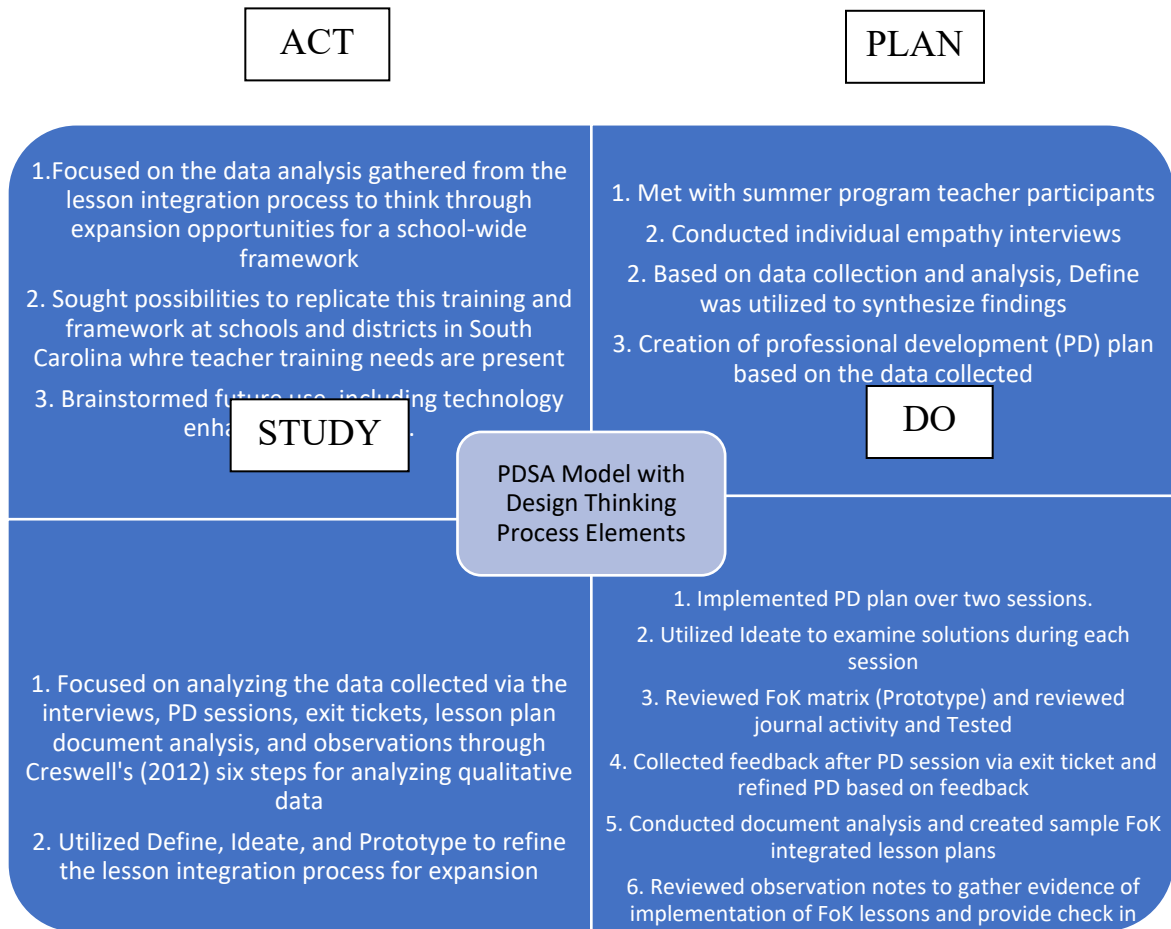 ACT
1.Focused on the data analysis gathered from the
lesson integration process to think through
expansion opportunities for a school-wide
framework
2. Sought possibilities to replicate this training and
framework at schools and districts in South
Carolina whre teacher training needs are present
3. Brainstormed future use, including technology
PLAN
1. Met with summer program teacher participants
2. Conducted individual empathy interviews
2. Based on data collection and analysis, Define
was utilized to synthesize findings
3. Creation of professional development (PD) plan
based on the data collected
PDSA Model with
Design Thinking
Process Elements
STUDY
1. Focused on analyzing the data collected via the
interviews, PD sessions, exit tickets, lesson plan
document analysis, and observations through
Creswell's (2012) six steps for analyzing qualitative
data
2. Utilized Define, Ideate, and Prototype to refine
the lesson integration process for expansion
DO
1. Implemented PD plan over two sessions.
2. Utilized Ideate to examine solutions during each
session
3. Reviewed FoK matrix (Prototype) and reviewed
journal activity and Tested
4. Collected feedback after PD session via exit ticket and
refined PD based on feedback
5. Conducted document analysis and created sample FoK
integrated lesson plans
6. Reviewed observation notes to gather evidence of
implementation of FoK lessons and provide check in